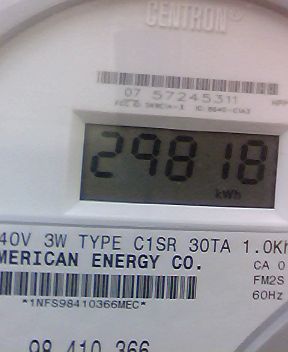 CENTRON®
07 57245311
29818
kWh
40V 3W TYPE C1SR 30TA 1.0Kh
MERICAN ENERGY CO.
CA 0
FM2S
60Hz
*1NFS98410366MEC*
98 410 366